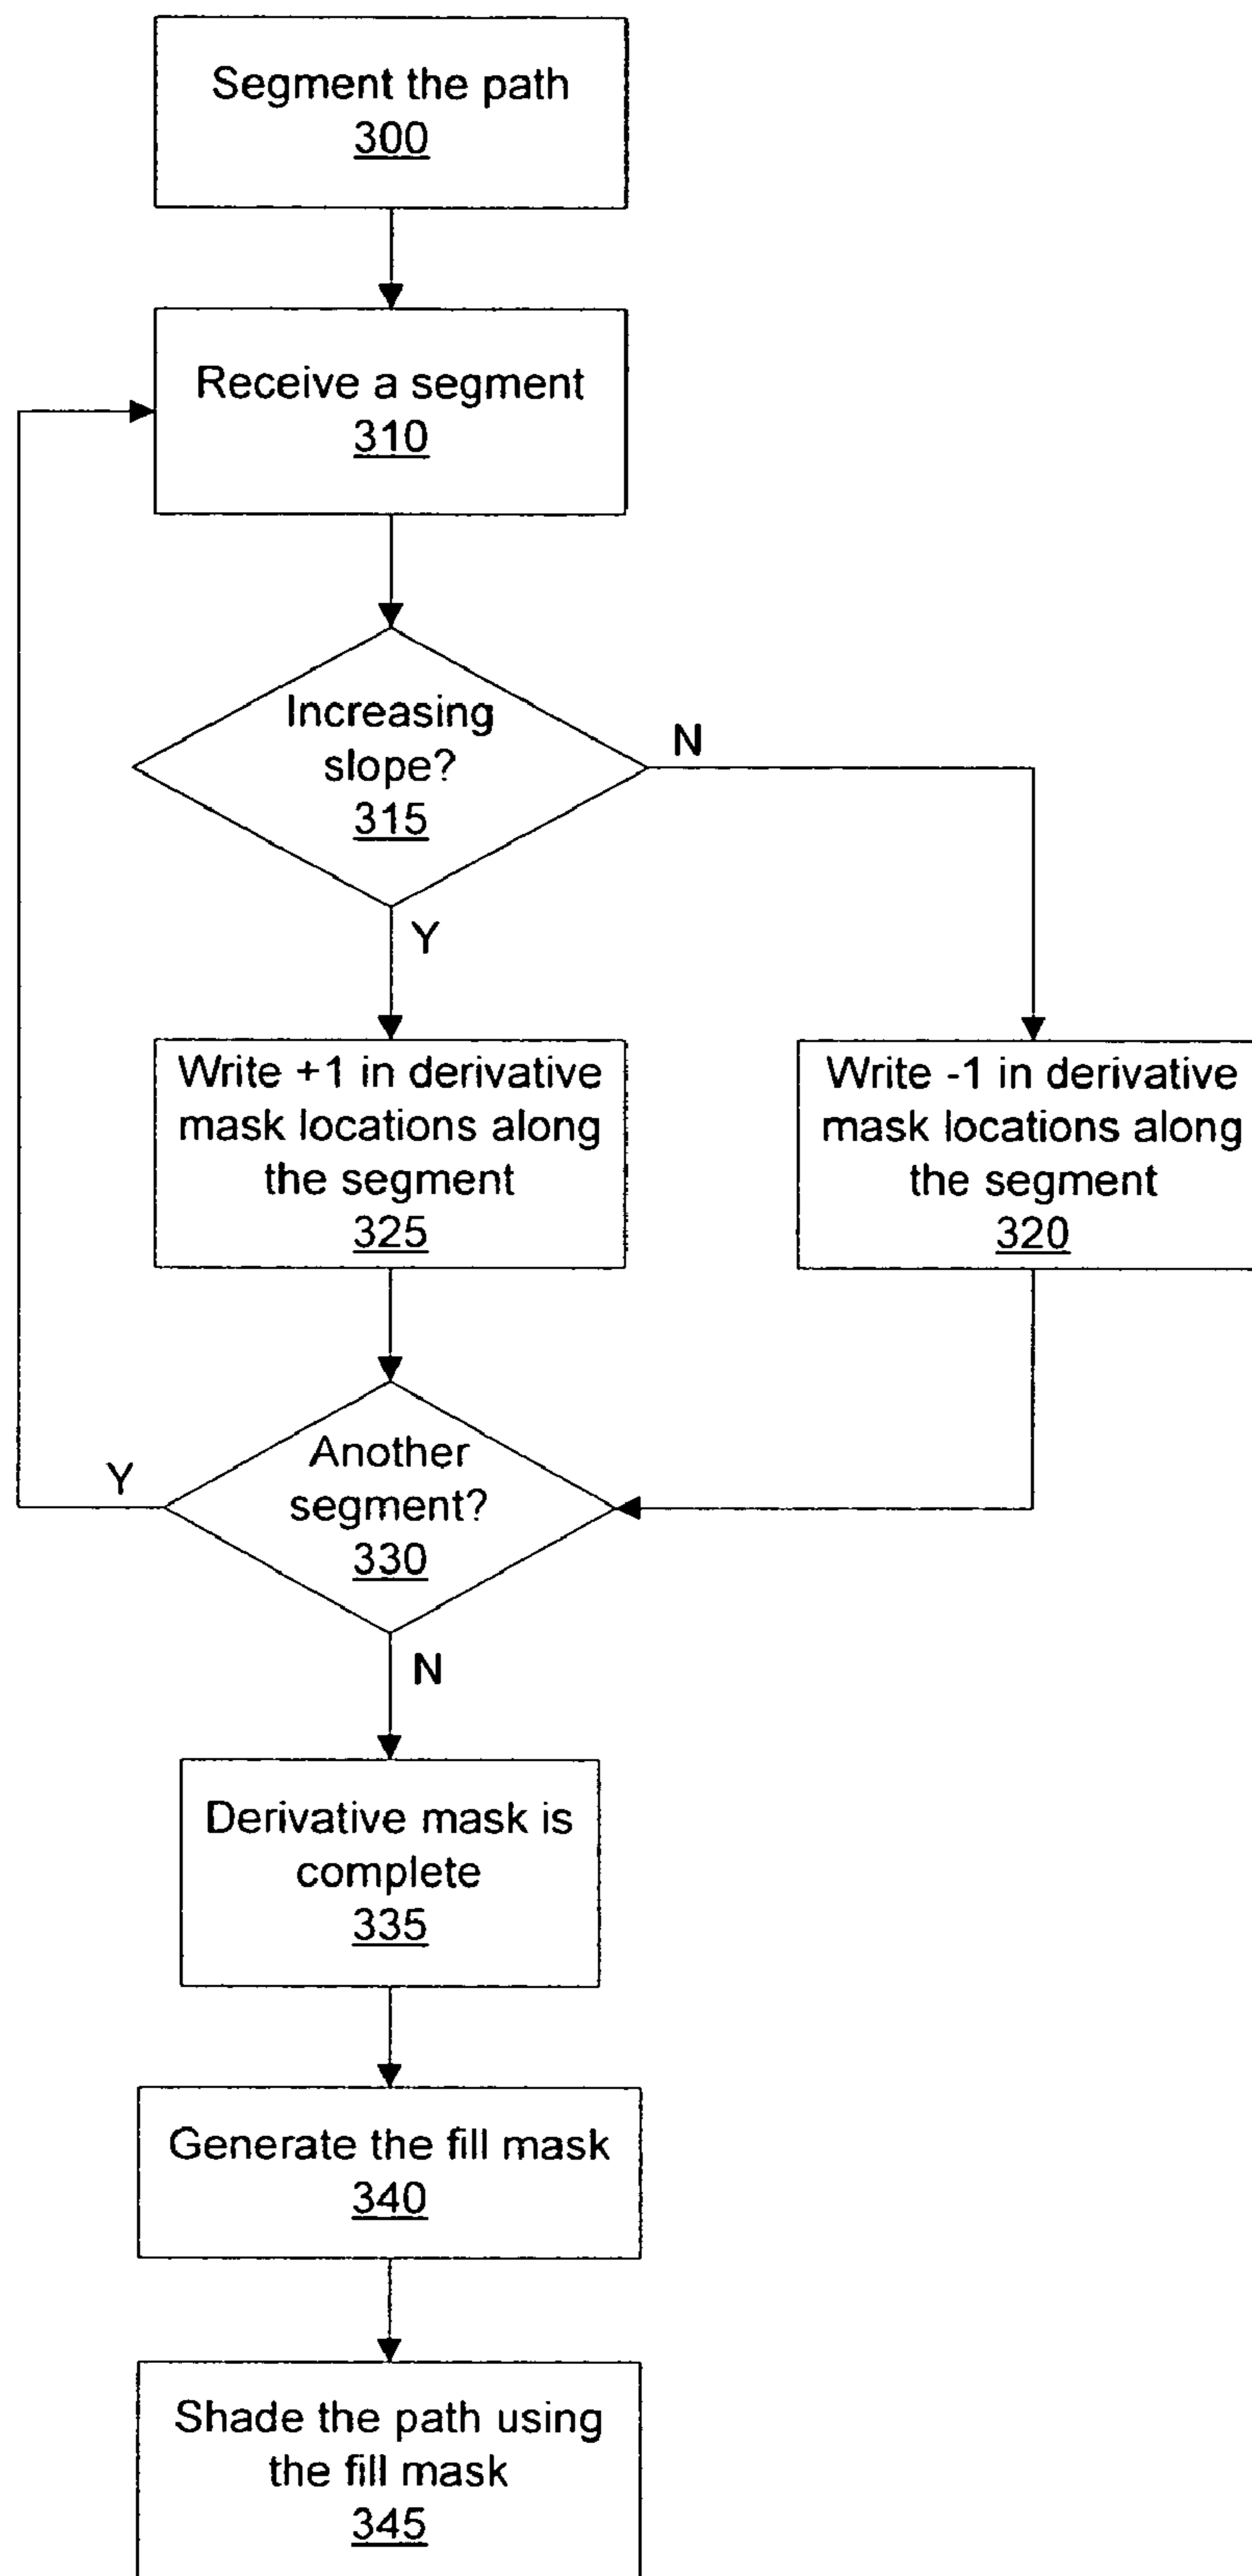 Segment the path
300
Receive a segment
310
Increasing
slope?
315
N
Y
Write +1 in derivative
mask locations along
the segment
325
Write -1 in derivative
mask locations along
the segment
320
Another
segment?
330
Y
N
Derivative mask is
complete
335
Generate the fill mask
340
Shade the path using
the fill mask
345